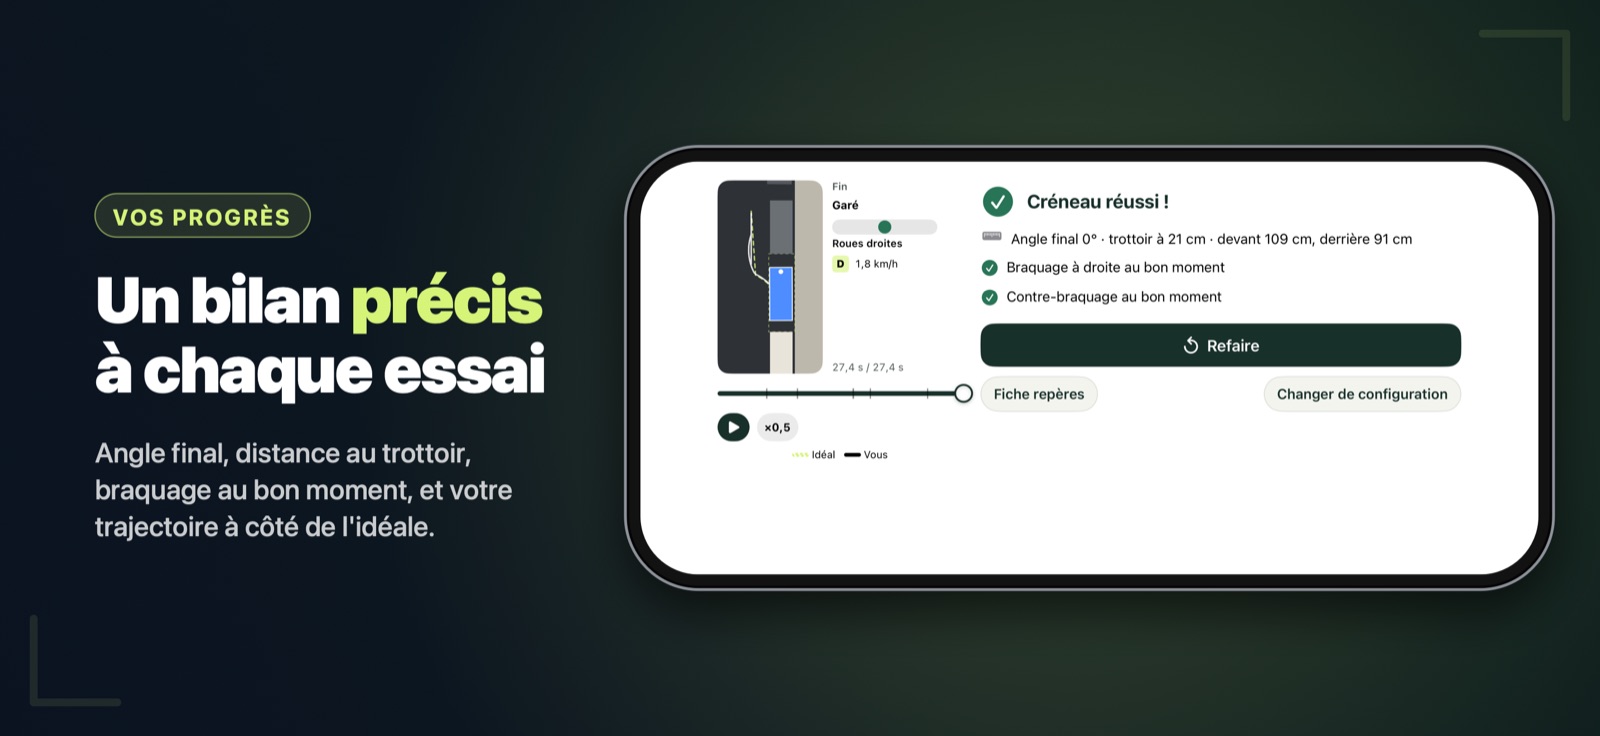 VOS PROGRÈS
Un bilan précis
à chaque essai
Angle final, distance au trottoir,
braquage au bon moment, et votre
trajectoire à côté de l'idéale.
Fin
Garé
Roues droites
D 1,8 km/h
27,4 s / 27,4 s
×0,5
Idéal Vous
Créneau réussi !
Angle final 0° · trottoir à 21 cm · devant 109 cm, derrière 91 cm
Braquage à droite au bon moment
Contre-braquage au bon moment
Refaire
Fiche repères
Changer de configuration